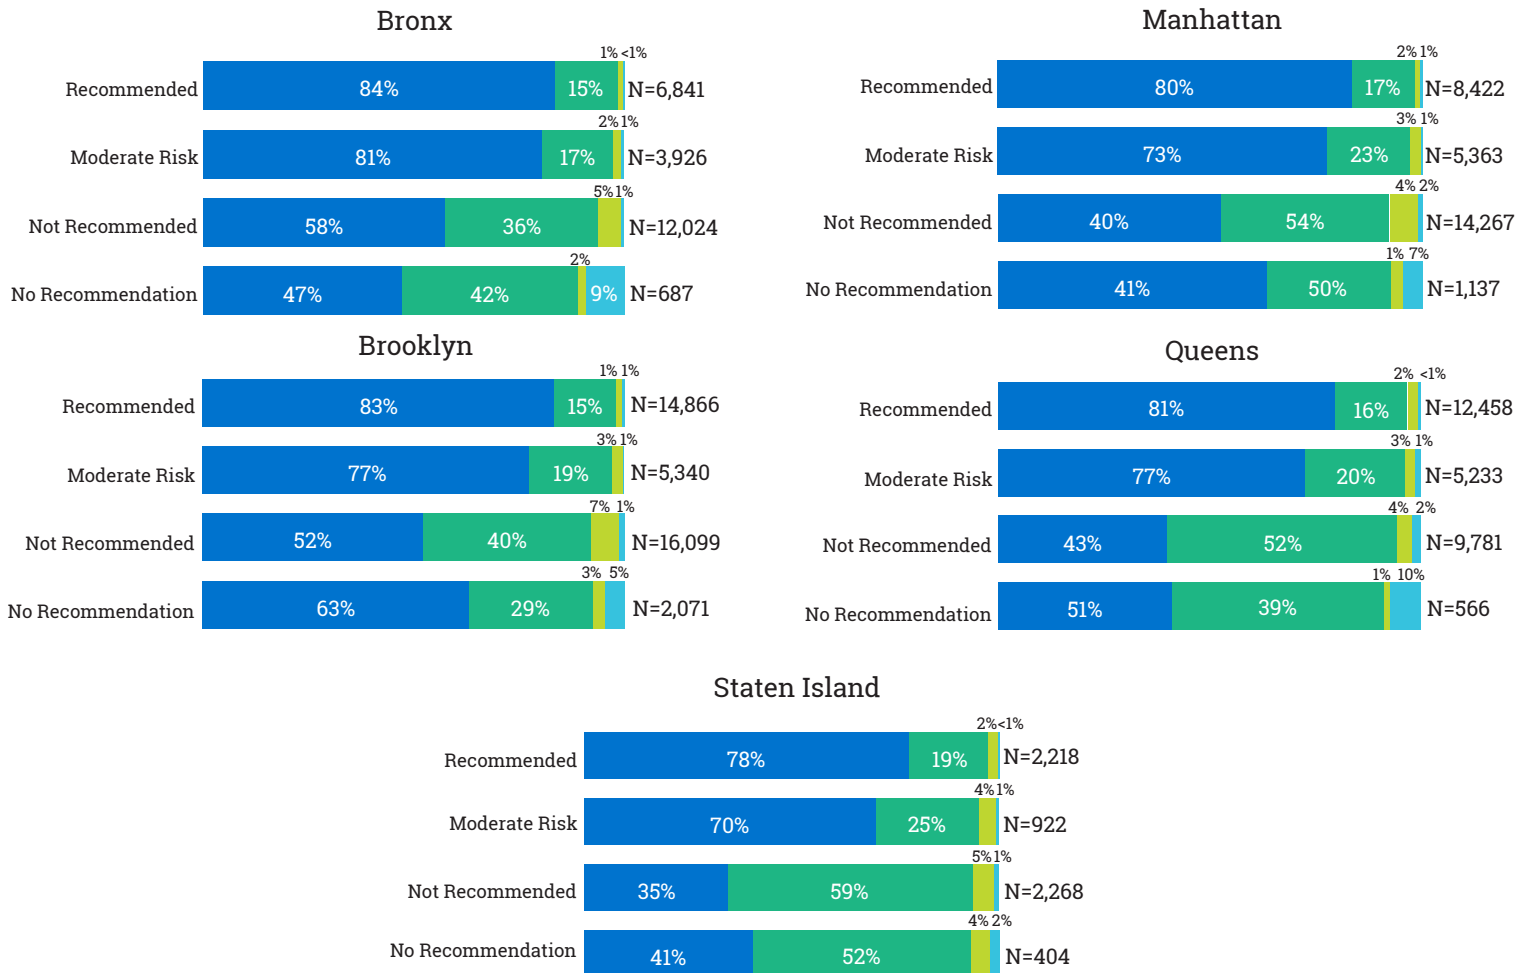 Bronx
1% <1%
Recommended 84% 15% N=6,841
2% 1%
Moderate Risk 81% 17% N=3,926
5% 1%
Not Recommended 58% 36% N=12,024
2%
No Recommendation 47% 42% 9% N=687
Manhattan
2% 1%
Recommended 80% 17% N=8,422
3% 1%
Moderate Risk 73% 23% N=5,363
4% 2%
Not Recommended 40% 54% N=14,267
1% 7%
No Recommendation 41% 50% N=1,137
Brooklyn
1% 1%
Recommended 83% 15% N=14,866
3% 1%
Moderate Risk 77% 19% N=5,340
7% 1%
Not Recommended 52% 40% N=16,099
3% 5%
No Recommendation 63% 29% N=2,071
Queens
2% <1%
Recommended 81% 16% N=12,458
3% 1%
Moderate Risk 77% 20% N=5,233
4% 2%
Not Recommended 43% 52% N=9,781
1% 10%
No Recommendation 51% 39% N=566
Staten Island
2% <1%
Recommended 78% 19% N=2,218
4% 1%
Moderate Risk 70% 25% N=922
5% 1%
Not Recommended 35% 59% N=2,268
4% 2%
No Recommendation 41% 52% N=404